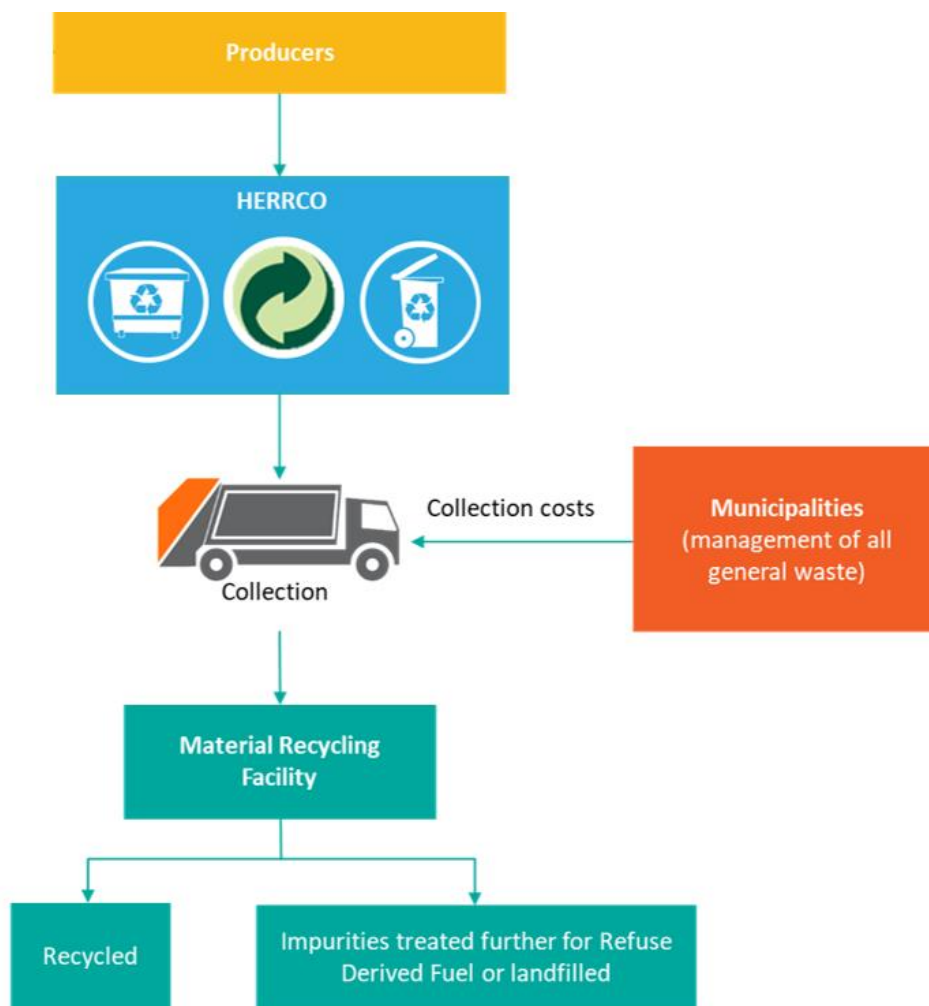 Producers
HERRCO
Collection costs
Municipalities
(management of all
general waste)
Collection
Material Recycling
Facility
Recycled
Impurities treated further for Refuse
Derived Fuel or landfilled